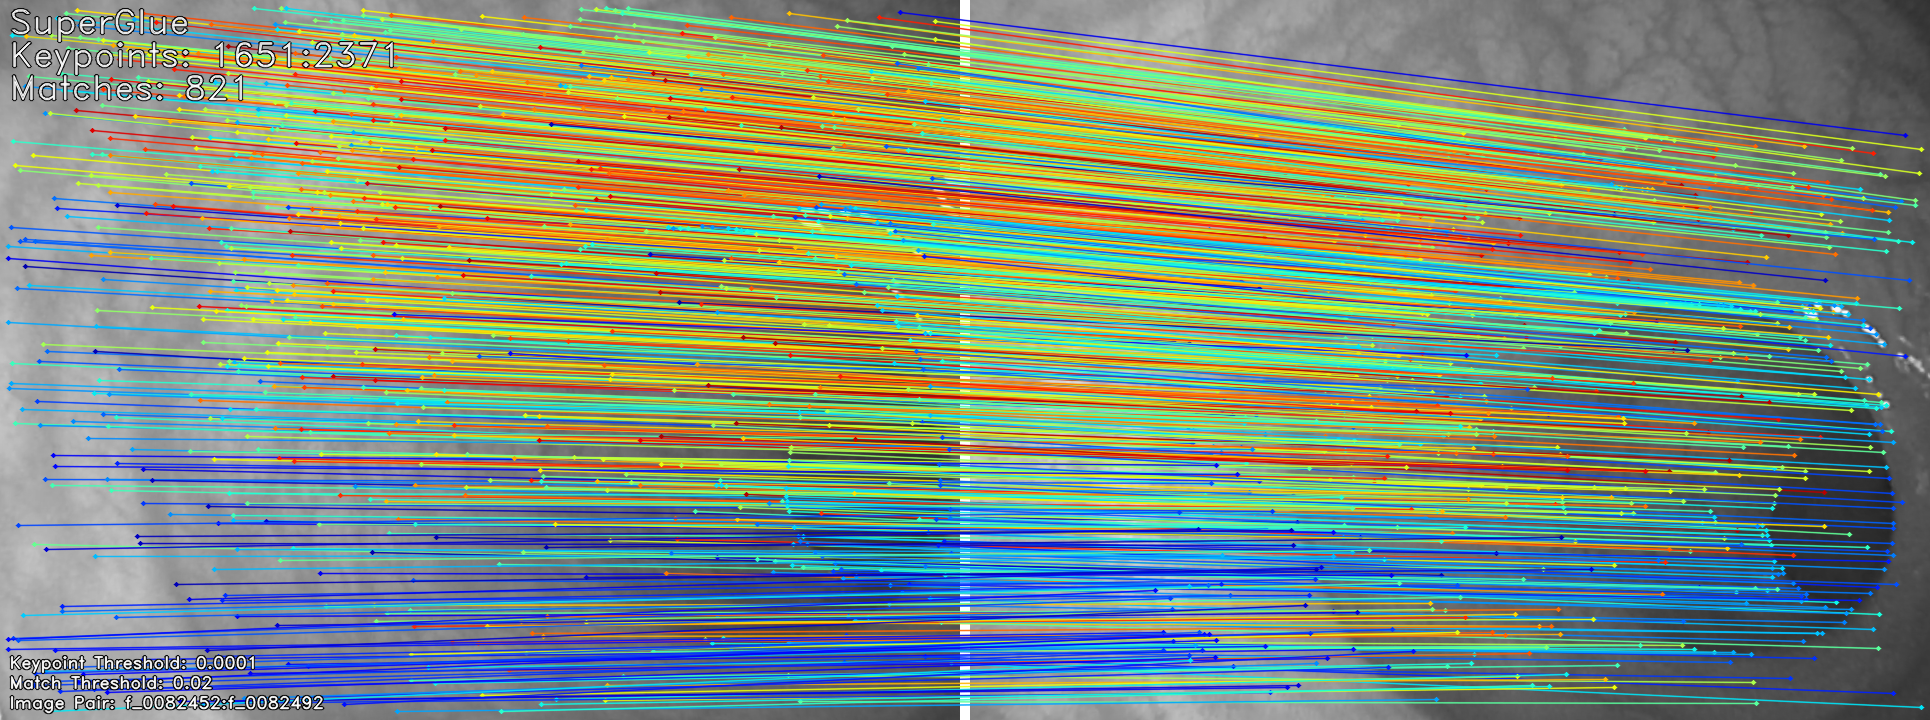 SuperGlue
Keypoints: 1651:2371
Matches: 821
Keypoint Threshold: 0.0001
Match Threshold: 0.02
Image Pair: f_0082452:f_0082492